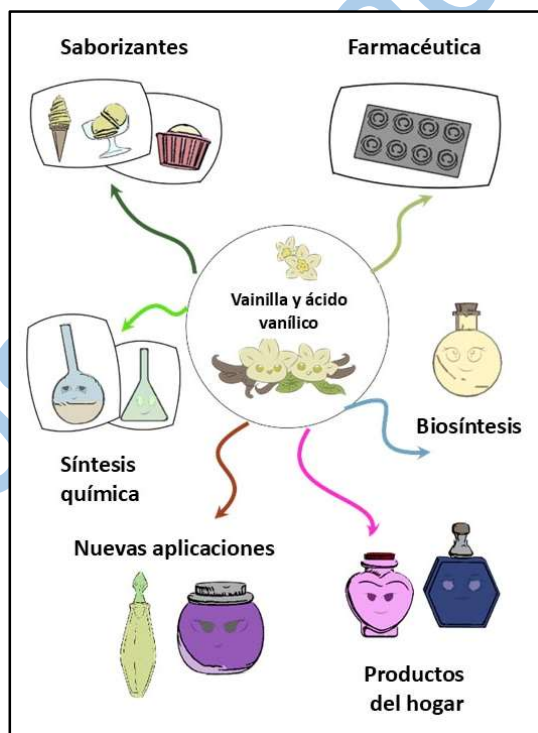 Saborizantes
Farmacéutica
Vainilla y ácido
vanílico
Biosíntesis
Síntesis
química
Nuevas aplicaciones
Productos
del hogar